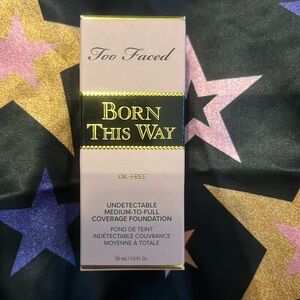 Too Faced
BORN
THIS WAY
OIL-FREE
UNDETECTABLE
MEDIUM-TO-FULL
COVERAGE FOUNDATION
FOND DE TEINT
INDÉTECTABLE COUVRANCE
MOYENNE À TOTALE
30 mL / 1.0 FL Oz.